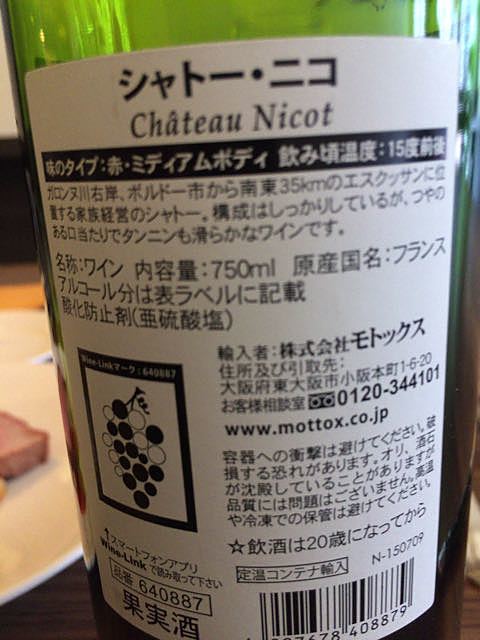 シャトー・ニコ
Château Nicot
味のタイプ:赤・ミディアムボディ 飲み頃温度:15度前後
ガロンヌ川右岸、ボルドー市から南東35kmのエスクッサンに位
置する家族経営のシャトー。構成はしっかりしているが、つやの
ある口当たりでタンニンも滑らかなワインです。
名称:ワイン 内容量:750ml 原産国名:フランス
アルコール分は表ラベルに記載
酸化防止剤(亜硫酸塩)
Wine-Linkマーク:640887
輸入者:株式会社モトックス
住所及び引取先:
大阪府東大阪市小阪本町1-6-20
お客様相談室 0120-344101
www.mottox.co.jp
容器への衝撃は避けてください。破
損する恐れがあります。オリ、酒石
が沈殿していることがありますが
品質には問題はございません。高温
や冷凍での保管は避けてください。
☆飲酒は20歳になってから
↑スマートフォンアプリ
Wine-Linkで読み取って下さい
品番 640887
果実酒
定温コンテナ輸入
N-150709
408879